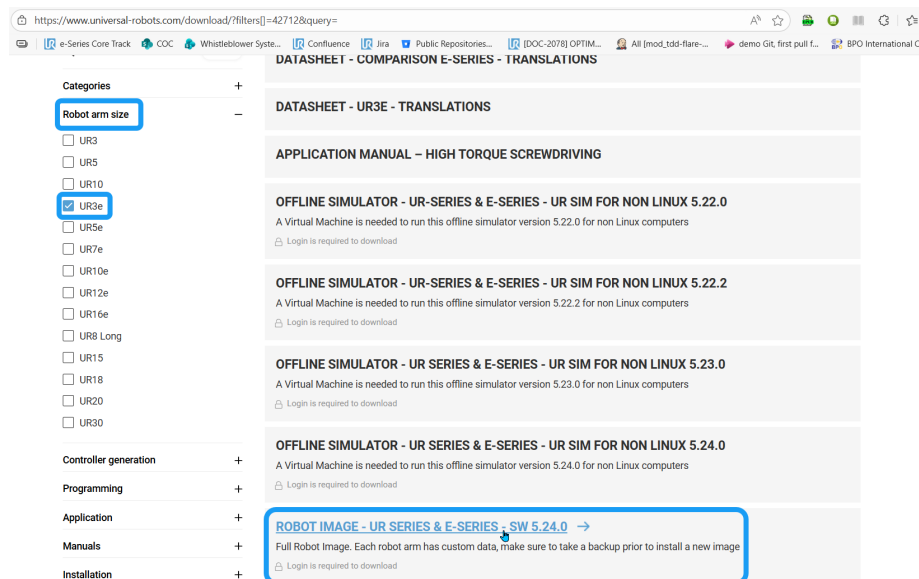 https://www.universal-robots.com/download/?filters[]=42712&query=
e-Series Core Track
COC
Whistleblower Syste...
Confluence
Jira
Public Repositories...
[DOC-2078] OPTIM...
All [mod_tdd-flare-...
demo Git, first pull f...
BPO International C
DATASHEET - COMPARISON E-SERIES - TRANSLATIONS
Categories
Robot arm size
UR3
UR5
UR10
UR3e
UR5e
UR7e
UR10e
UR12e
UR16e
UR8 Long
UR15
UR18
UR20
UR30
Controller generation
Programming
Application
Manuals
Installation
DATASHEET - UR3E - TRANSLATIONS
APPLICATION MANUAL – HIGH TORQUE SCREWDRIVING
OFFLINE SIMULATOR - UR-SERIES & E-SERIES - UR SIM FOR NON LINUX 5.22.0
A Virtual Machine is needed to run this offline simulator version 5.22.0 for non Linux computers
Login is required to download
OFFLINE SIMULATOR - UR-SERIES & E-SERIES - UR SIM FOR NON LINUX 5.22.2
A Virtual Machine is needed to run this offline simulator version 5.22.2 for non Linux computers
Login is required to download
OFFLINE SIMULATOR - UR SERIES & E-SERIES - UR SIM FOR NON LINUX 5.23.0
A Virtual Machine is needed to run this offline simulator version 5.23.0 for non Linux computers
Login is required to download
OFFLINE SIMULATOR - UR SERIES & E-SERIES - UR SIM FOR NON LINUX 5.24.0
A Virtual Machine is needed to run this offline simulator version 5.24.0 for non Linux computers
Login is required to download
ROBOT IMAGE - UR SERIES & E-SERIES - SW 5.24.0
Full Robot Image. Each robot arm has custom data, make sure to take a backup prior to install a new image
Login is required to download